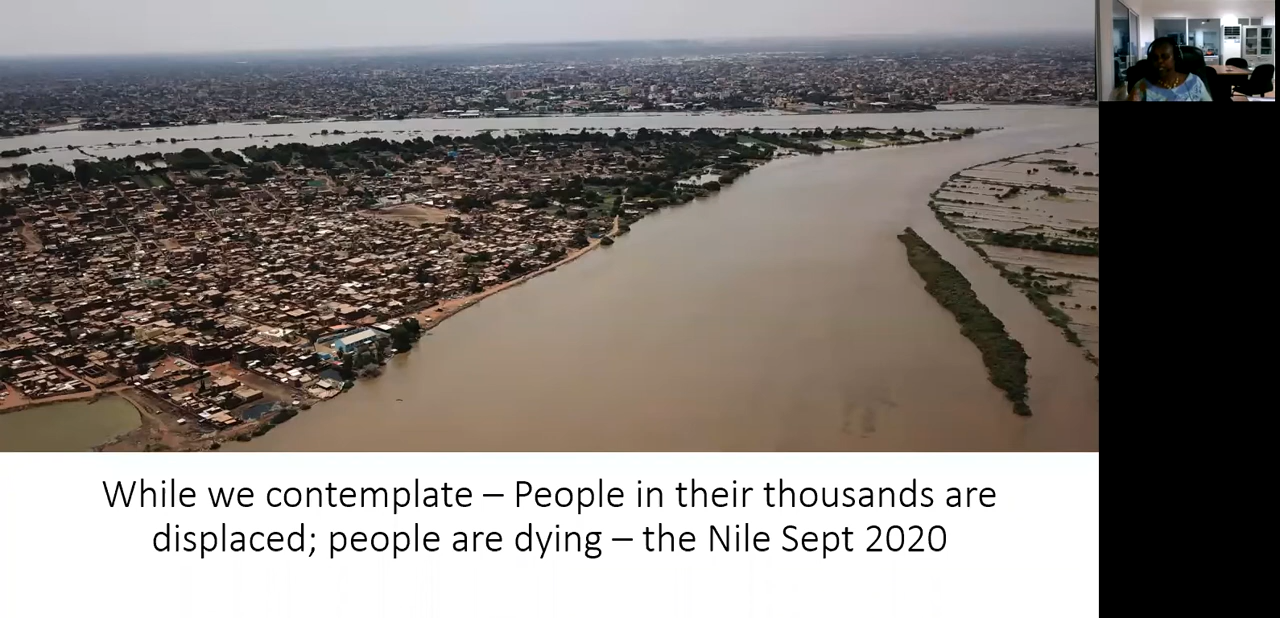 While we contemplate – People in their thousands are
displaced; people are dying – the Nile Sept 2020